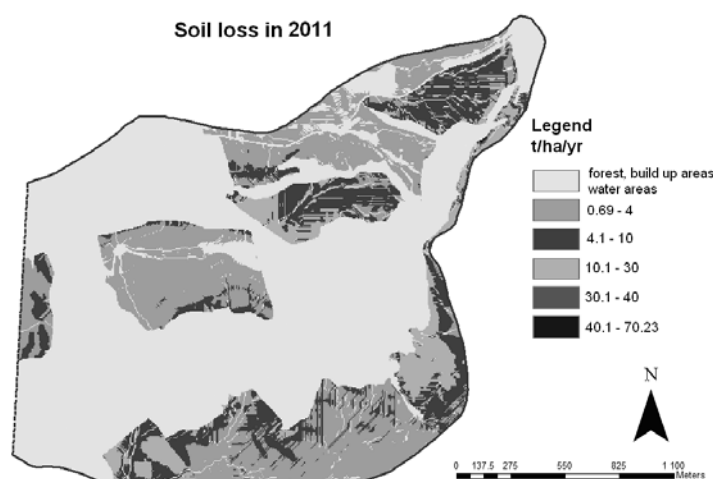 Soil loss in 2011
Legend
t/ha/yr
forest, build up areas
water areas
0.69 - 4
4.1 - 10
10.1 - 30
30.1 - 40
40.1 - 70.23
N
0 137.5 275 550 825 1 100
Meters